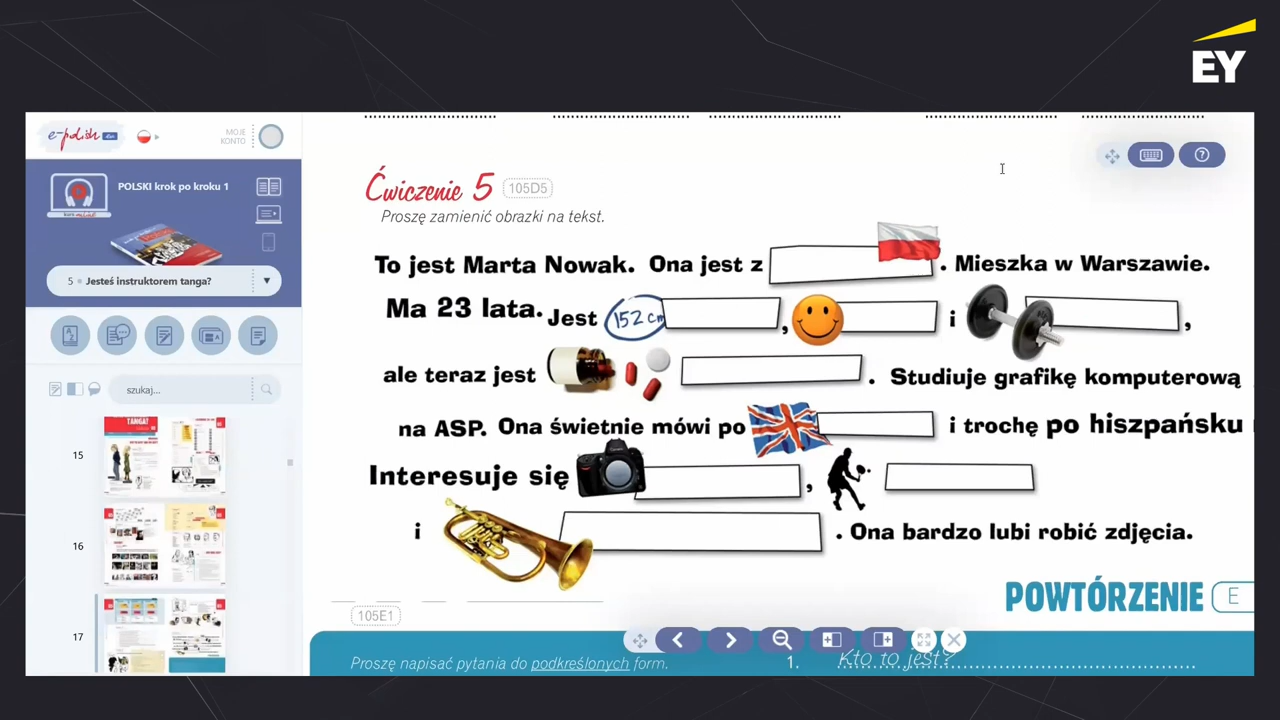 EY
e-polish
MOJE
KONTO
POLSKI krok po kroku 1
5 Jesteś instruktorem tanga?
szukaj...
TANGA?
15
16
17
Ćwiczenie 5 105D5
Proszę zamienić obrazki na tekst.
To jest Marta Nowak. Ona jest z . Mieszka w Warszawie.
Ma 23 lata. Jest 152 cm , i ,
ale teraz jest . Studiuje grafikę komputerową
na ASP. Ona świetnie mówi po i trochę po hiszpańsku
Interesuje się ,
i . Ona bardzo lubi robić zdjęcia.
POWTÓRZENIE E
105E1
Proszę napisać pytania do podkreślonych form.
1. Kto to jest?